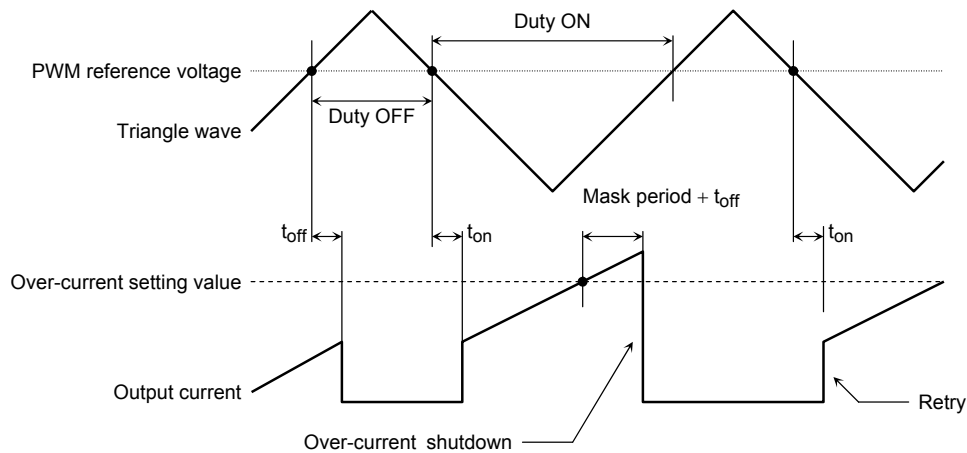 Duty ON
PWM reference voltage
Duty OFF
Triangle wave
Mask period + toff
toff
ton
ton
Over-current setting value
Output current
Retry
Over-current shutdown